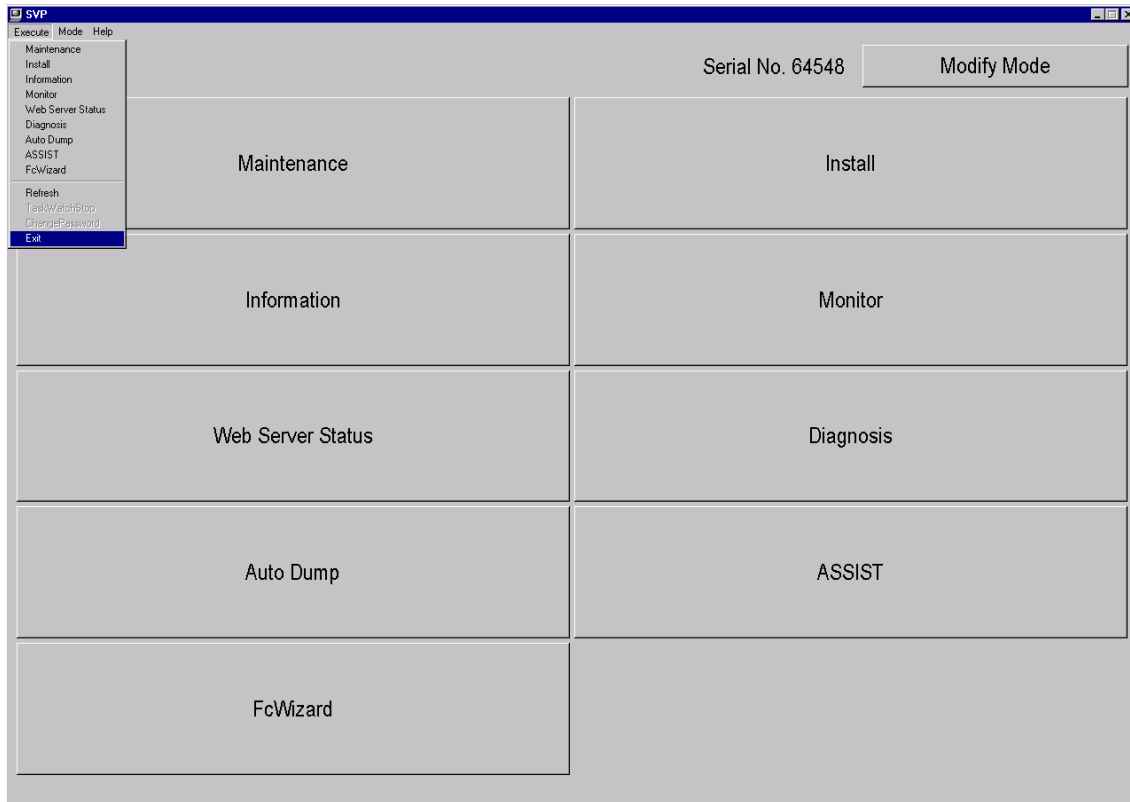 SVP
Execute Mode Help
Maintenance
Install
Information
Monitor
Web Server Status
Diagnosis
Auto Dump
ASSIST
FcWizard
Refresh
TaskWatchStop
ChangePassword
Exit
Serial No. 64548 Modify Mode
Maintenance Install
Information Monitor
Web Server Status Diagnosis
Auto Dump ASSIST
FcWizard